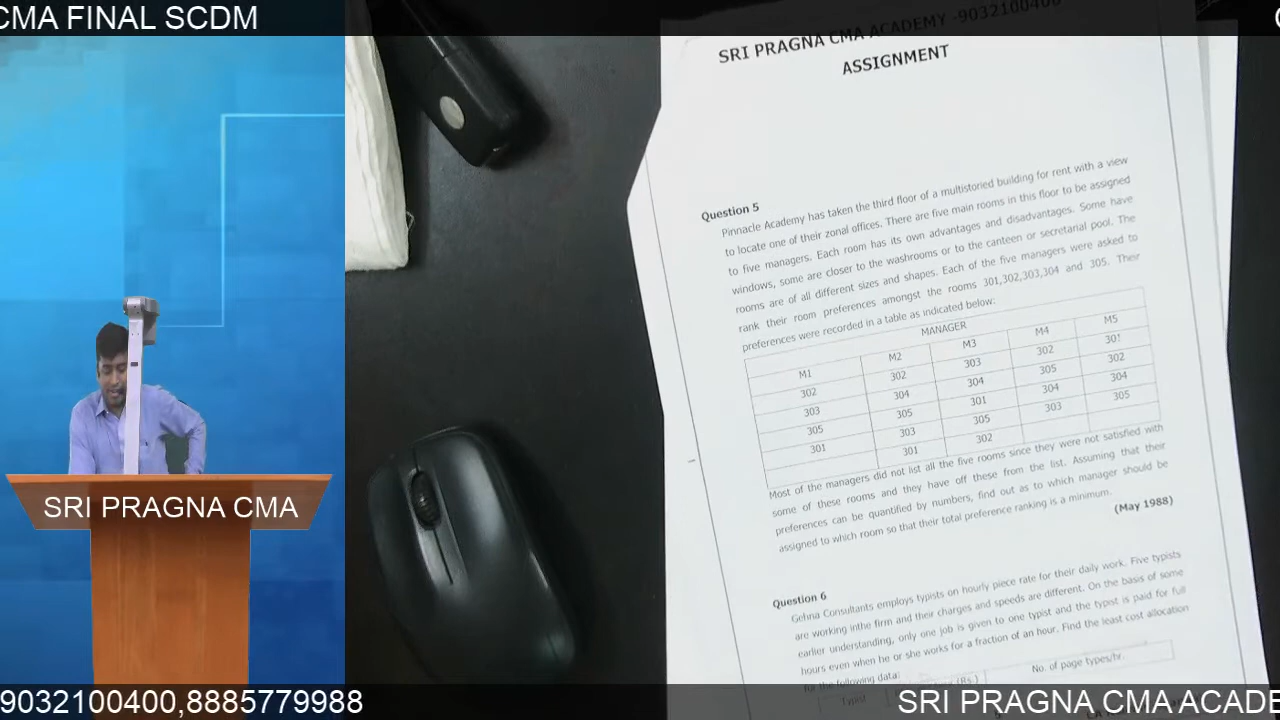 CMA FINAL SCDM
SRI PRAGNA CMA ACADEMY -9032100400
ASSIGNMENT
Question 5
Pinnacle Academy has taken the third floor of a multistoried building for rent with a view
to locate one of their zonal offices. There are five main rooms in this floor to be assigned
to five managers. Each room has its own advantages and disadvantages. Some have
windows, some are closer to the washrooms or to the canteen or secretarial pool. The
rooms are of all different sizes and shapes. Each of the five managers were asked to
rank their room preferences amongst the rooms 301,302,303,304 and 305. Their
preferences were recorded in a table as indicated below:
MANAGER
M1 M2 M3 M4 M5
302 302 303 302 301
303 304 304 305 302
305 305 301 304 304
301 303 305 303 305
301 302
Most of the managers did not list all the five rooms since they were not satisfied with
some of these rooms and they have off these from the list. Assuming that their
preferences can be quantified by numbers, find out as to which manager should be
assigned to which room so that their total preference ranking is a minimum.
(May 1988)
Question 6
Gehna Consultants employs typists on hourly piece rate for their daily work. Five typists
are working inthe firm and their charges and speeds are different. On the basis of some
earlier understanding, only one job is given to one typist and the typist is paid for full
hours even when he or she works for a fraction of an hour. Find the least cost allocation
for the following data:
(Rs.) No. of page types/hr.
Typist
SRI PRAGNA CMA
9032100400,8885779988
SRI PRAGNA CMA ACADE